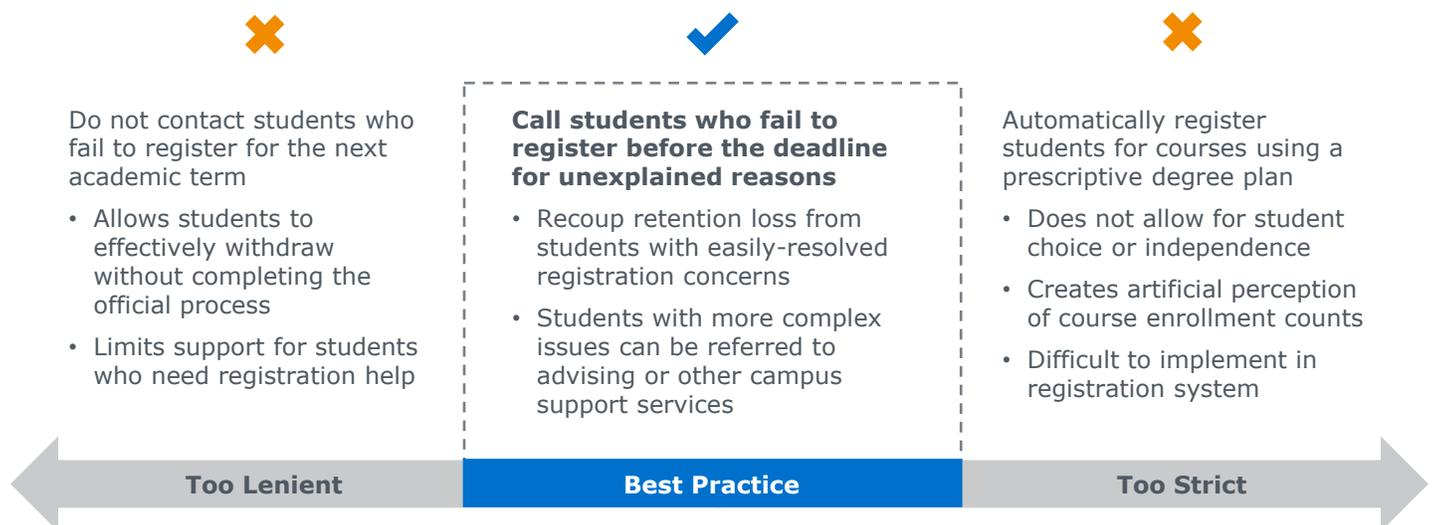 Do not contact students who
fail to register for the next
academic term
• Allows students to
effectively withdraw
without completing the
official process
• Limits support for students
who need registration help
Call students who fail to
register before the deadline
for unexplained reasons
• Recoup retention loss from
students with easily-resolved
registration concerns
• Students with more complex
issues can be referred to
advising or other campus
support services
Automatically register
students for courses using a
prescriptive degree plan
• Does not allow for student
choice or independence
• Creates artificial perception
of course enrollment counts
• Difficult to implement in
registration system
Too Lenient
Best Practice
Too Strict